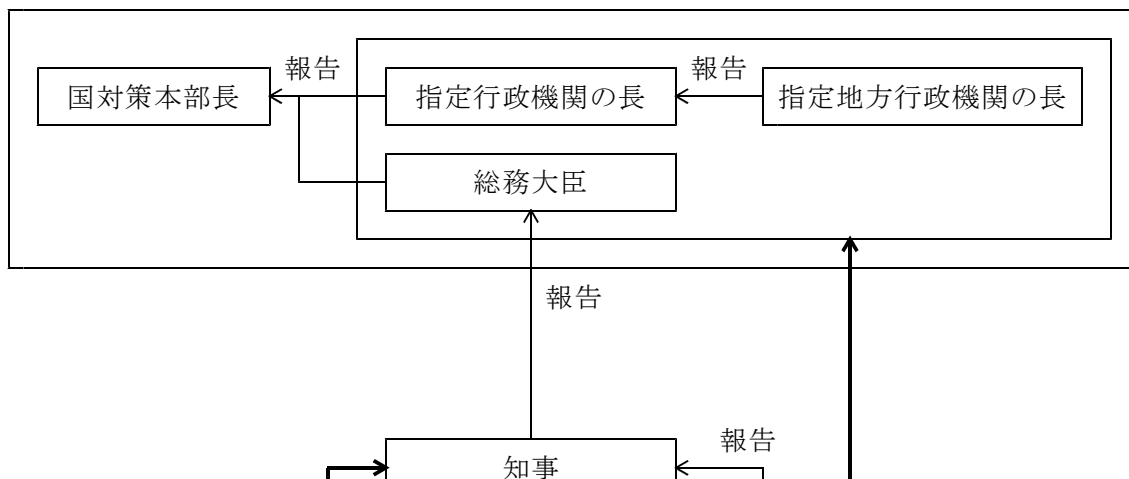 報告
報告
国対策本部長
指定行政機関の長
指定地方行政機関の長
総務大臣
報告
報告
知事